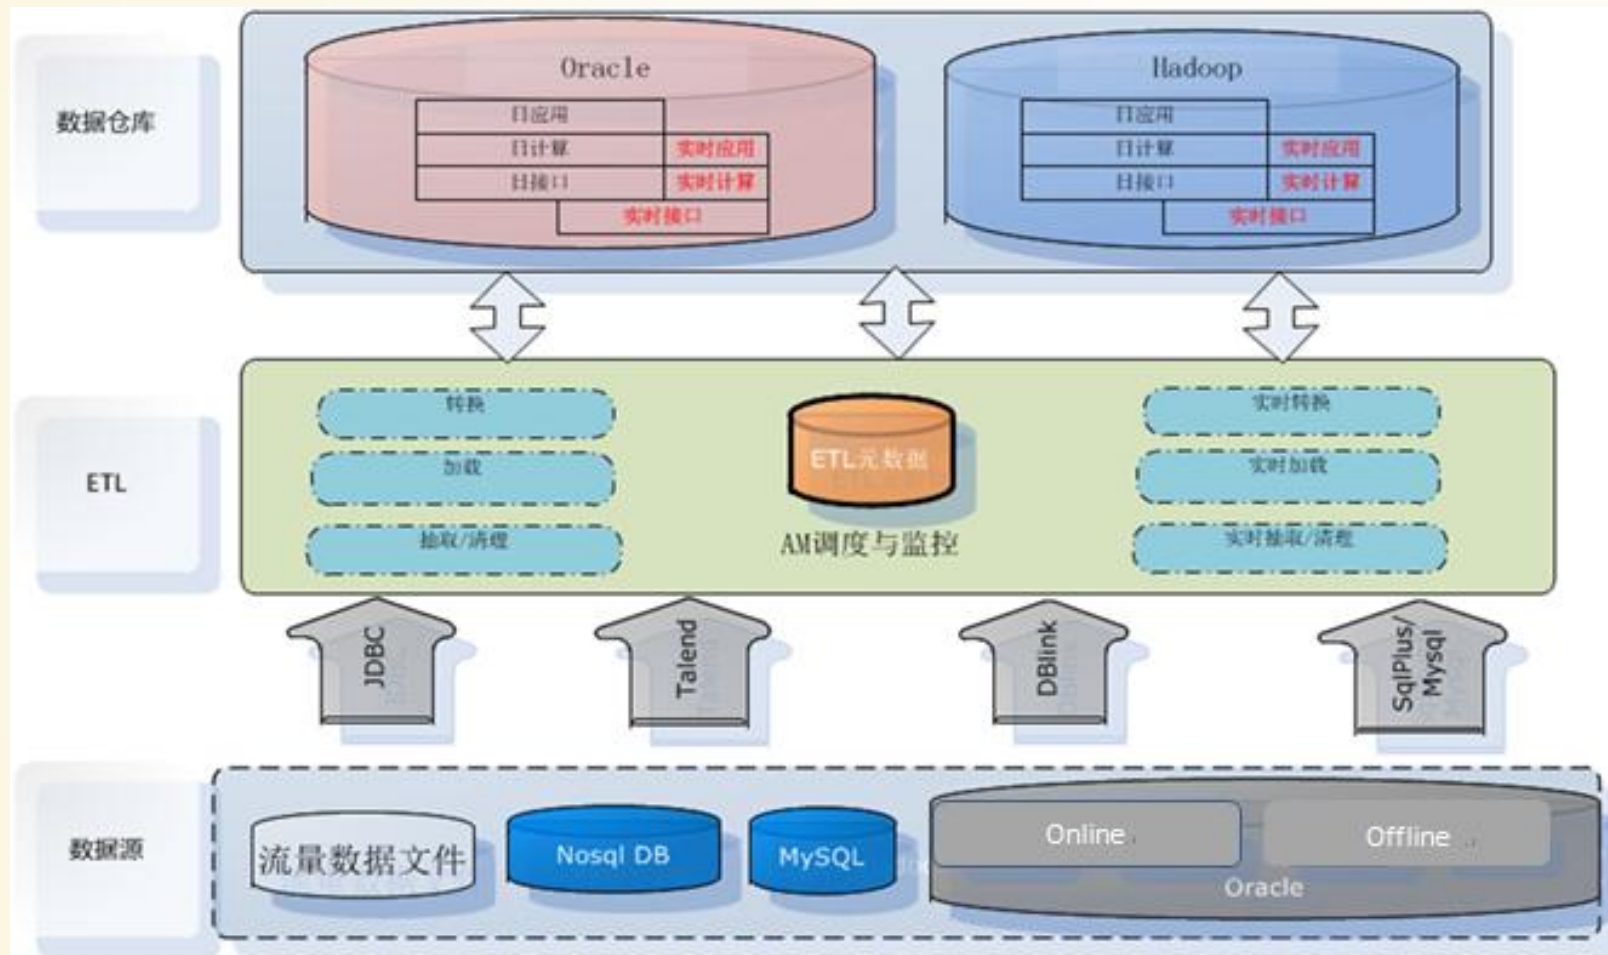 数据仓库
Oracle
日应用
日计算
实时应用
日接口
实时计算
实时接口
Hadoop
日应用
日计算
实时应用
日接口
实时计算
实时接口
ETL
转换
加载
抽取/清理
ETL元数据
AM调度与监控
实时转换
实时加载
实时抽取/清理
JDBC
Talend
DBlink
SqlPlus/
Mysql
数据源
流量数据文件
Nosql DB
MySQL
Online
Offline
Oracle